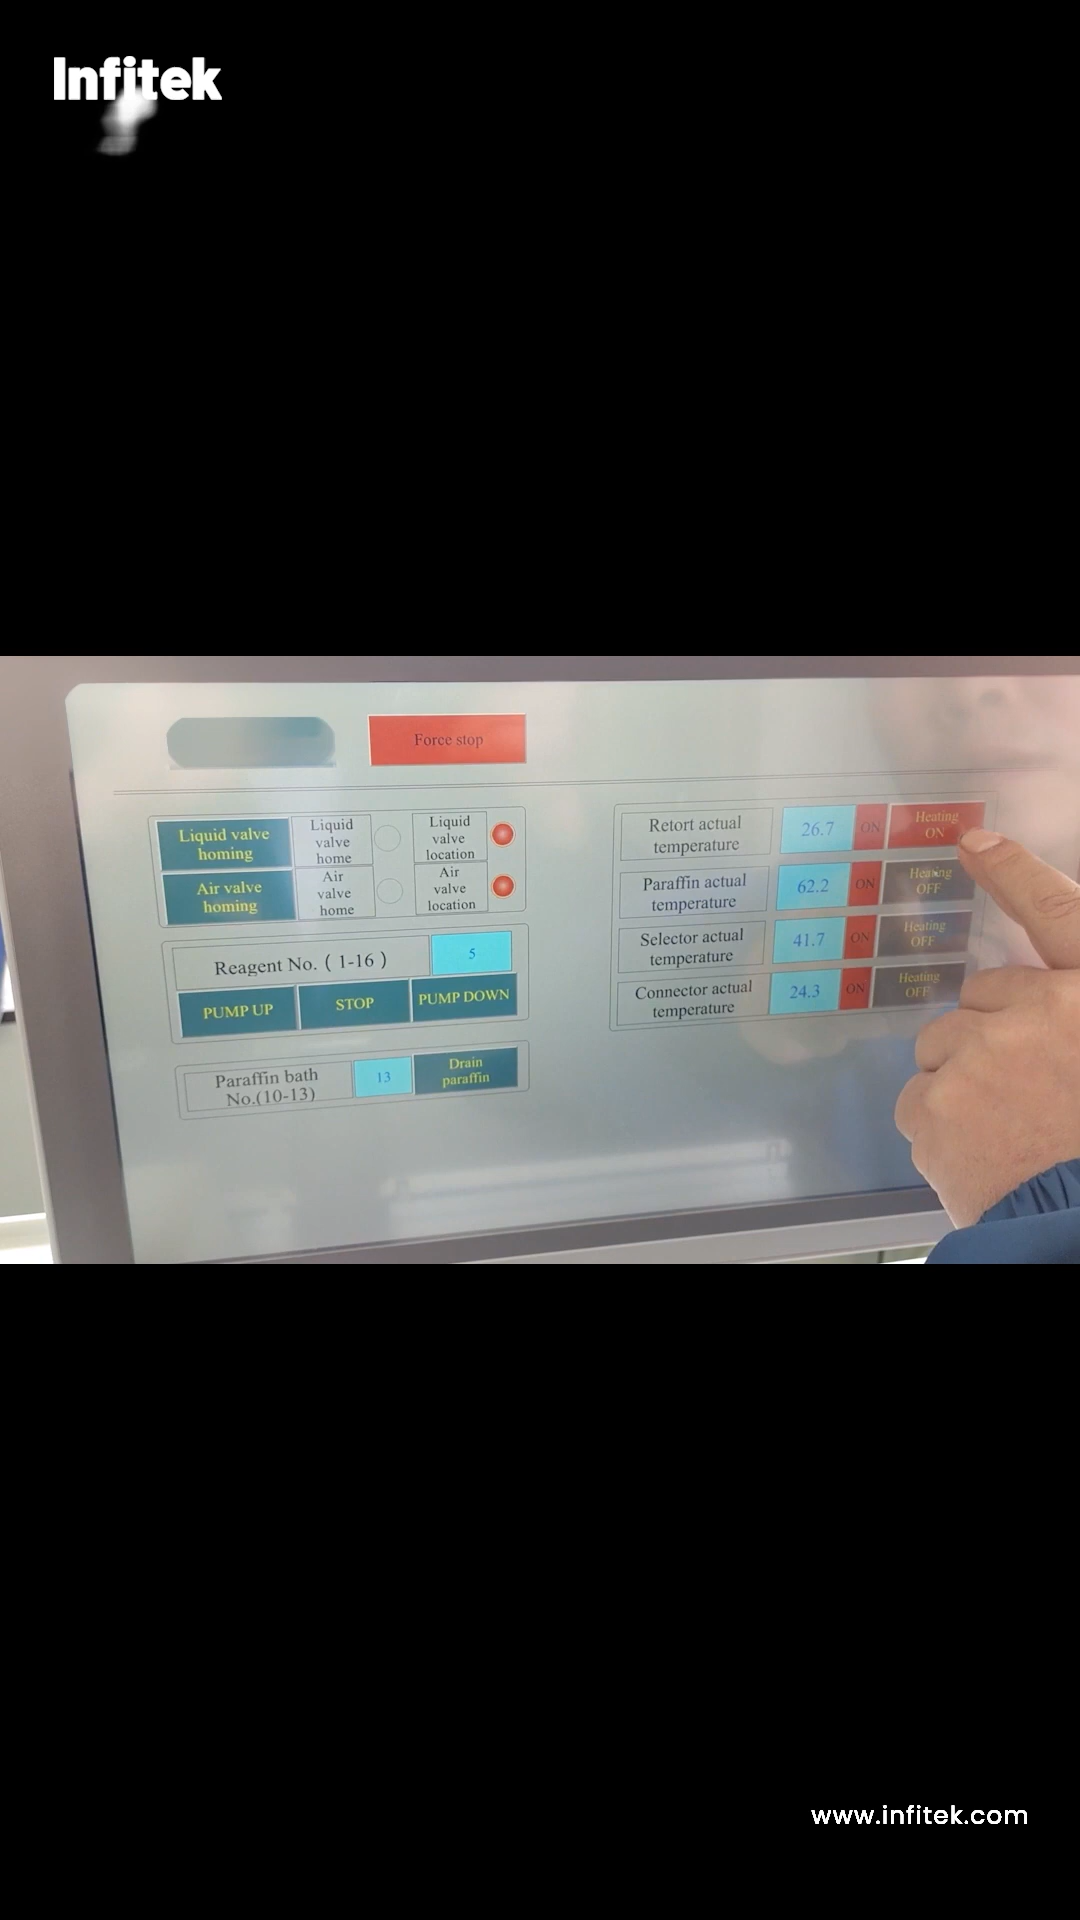 Infitek
Force stop
Liquid valve
homing
Liquid
valve
home
Liquid
valve
location
Air valve
homing
Air
valve
home
Air
valve
location
Reagent No. ( 1-16 )
5
PUMP UP
STOP
PUMP DOWN
Paraffin bath
No.(10-13)
13
Drain
paraffin
Retort actual
temperature
26.7
ON
Heating
ON
Paraffin actual
temperature
62.2
ON
Heating
OFF
Selector actual
temperature
41.7
ON
Heating
OFF
Connector actual
temperature
24.3
ON
Heating
OFF
www.infitek.com